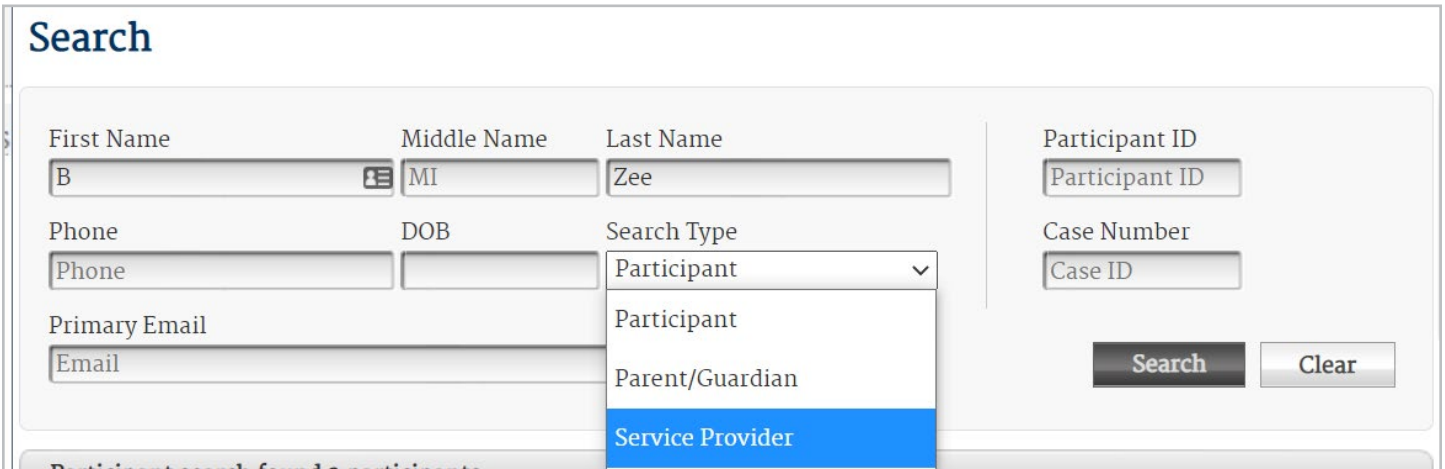 Search
First Name Middle Name Last Name Participant ID
B MI Zee Participant ID
Phone DOB Search Type Case Number
Phone Participant Case ID
Participant
Primary Email
Email
Parent/Guardian
Search Clear
Service Provider